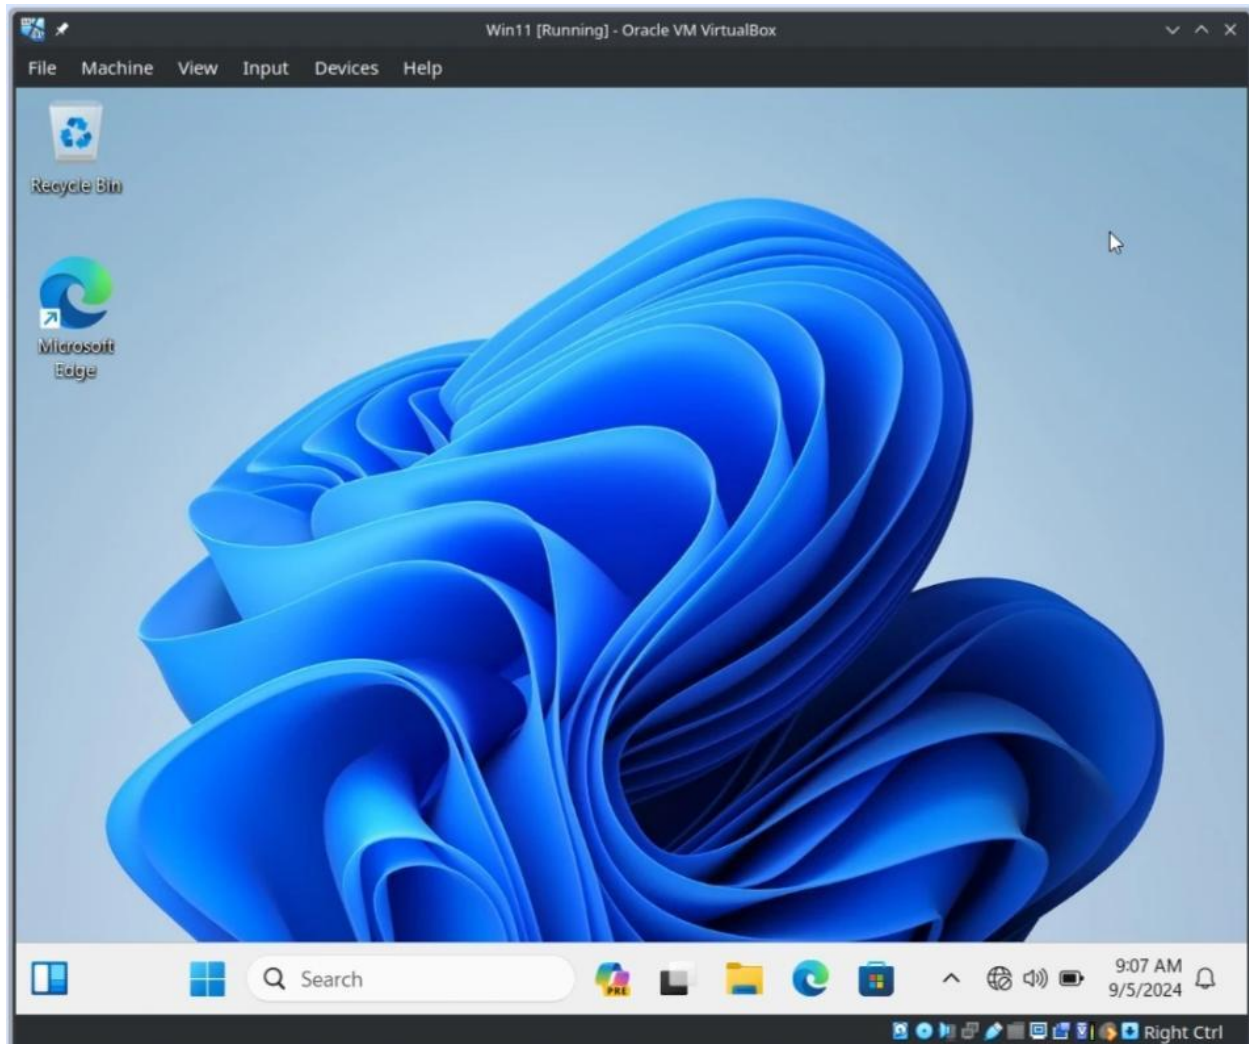 Win11 [Running] - Oracle VM VirtualBox
File Machine View Input Devices Help
Recycle Bin
Microsoft
Edge
Search
PRE
9:07 AM
9/5/2024
Right Ctrl